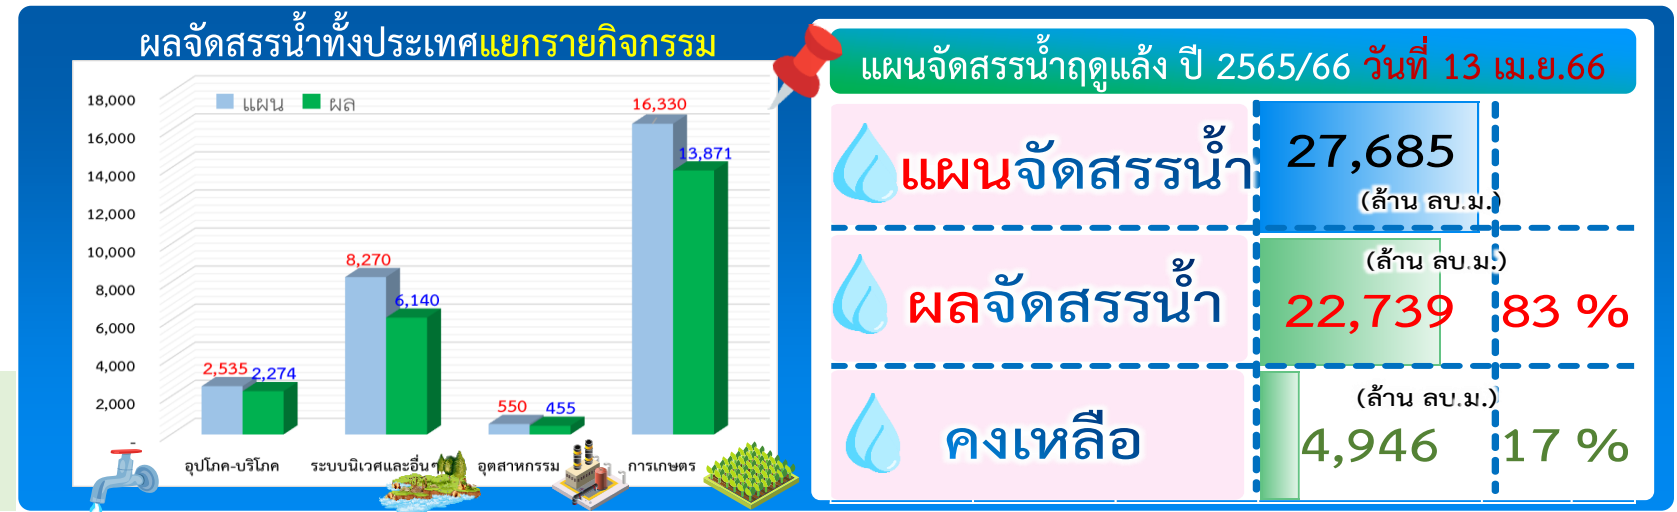 ผลจัดสรรน้ำทั้งประเทศแยกรายกิจกรรม
แผน ผล
18,000
16,000
14,000
12,000
10,000
8,000
6,000
4,000
2,000
-
2,535
2,274
8,270
6,140
550
455
16,330
13,871
อุปโภค-บริโภค
ระบบนิเวศและอื่นๆ
อุตสาหกรรม
การเกษตร
แผนจัดสรรน้ำฤดูแล้ง ปี 2565/66 วันที่ 13 เม.ย.66
แผนจัดสรรน้ำ
27,685
(ล้าน ลบ.ม.)
ผลจัดสรรน้ำ
(ล้าน ลบ.ม.)
22,739
83 %
คงเหลือ
(ล้าน ลบ.ม.)
4,946
17 %